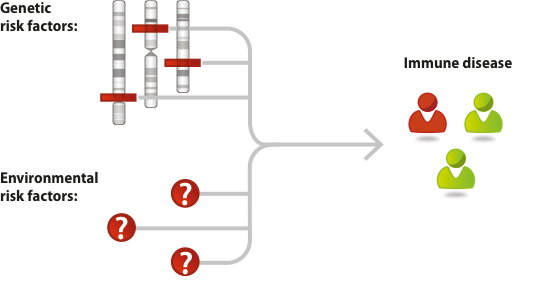 Genetic
risk factors:
Immune disease
Environmental
risk factors:
?
?
?